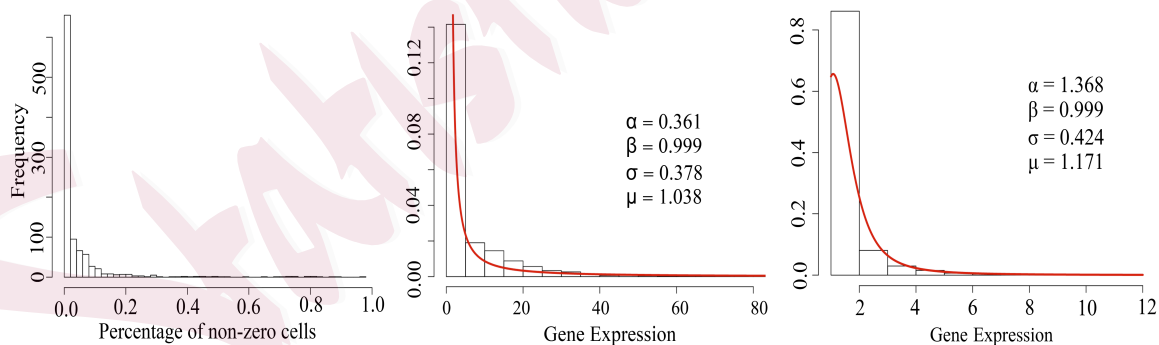 Frequency
500
300
100
0
0.0 0.2 0.4 0.6 0.8 1.0
Percentage of non-zero cells
0.12
0.08
0.04
0.00
α = 0.361
β = 0.999
σ = 0.378
μ = 1.038
0 20 40 60 80
Gene Expression
0.8
0.6
0.4
0.2
0.0
α = 1.368
β = 0.999
σ = 0.424
μ = 1.171
2 4 6 8 10 12
Gene Expression